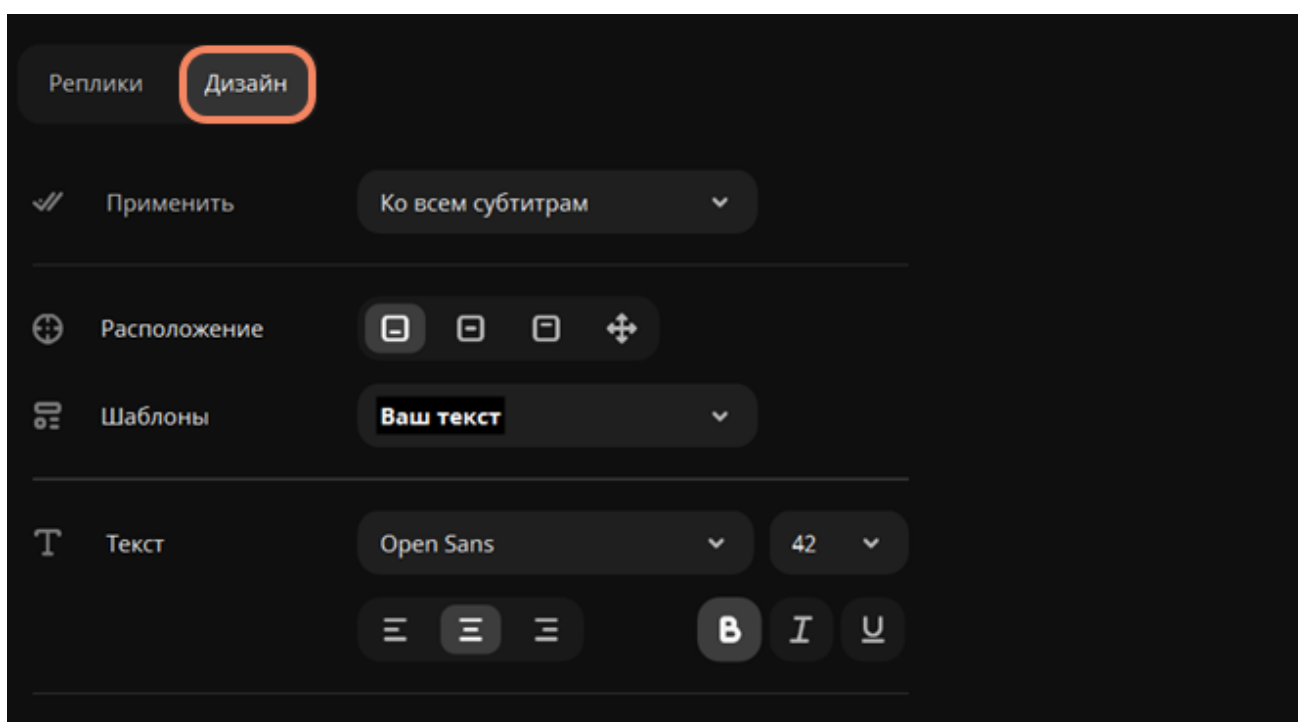 Реплики Дизайн
Применить Ко всем субтитрам
Расположение
Шаблоны Ваш текст
Текст Open Sans 42
B I U